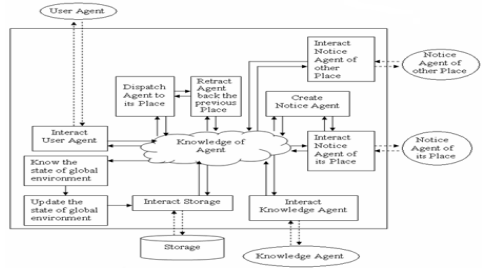 User Agent
Interact
Notice
Agent of
other
Place
Notice
Agent
of other Place
Dispatch
Agent to
its Place
Retract
Agent
back the
previous
Place
Create
Notice Agent
Interact
User Agent
Knowledge of
Agent
Interact
Notice Agent
of its Place
Notice
Agent of
its Place
Know the
state of global
environment
Update the
state of global
environment
Interact Storage
Interact
Knowledge Agent
Storage
Knowledge Agent